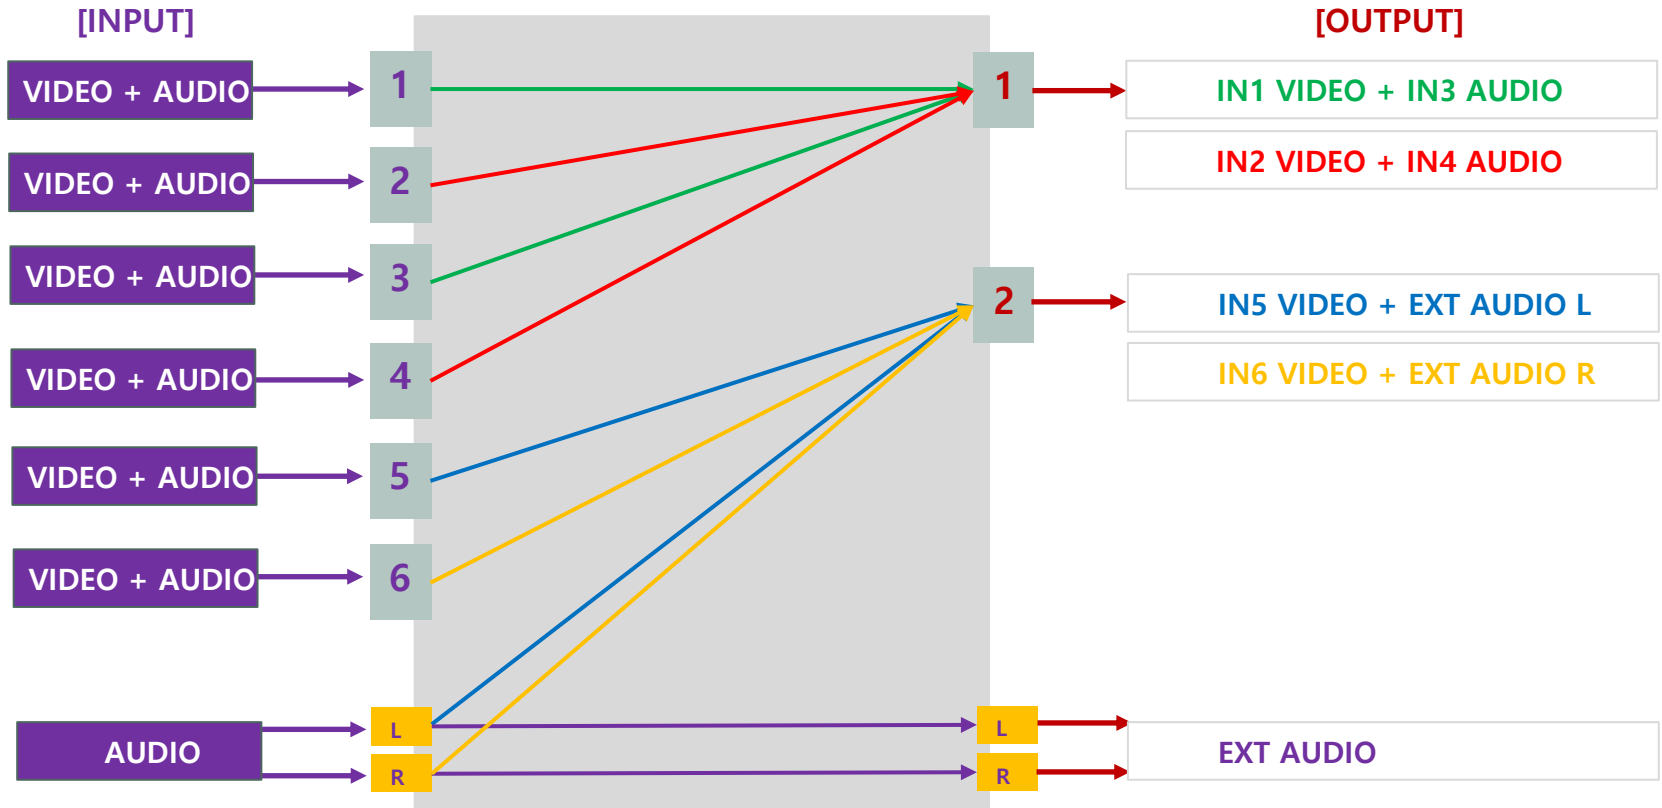 [INPUT]
[OUTPUT]
VIDEO + AUDIO
1
1
IN1 VIDEO + IN3 AUDIO
VIDEO + AUDIO
2
IN2 VIDEO + IN4 AUDIO
VIDEO + AUDIO
3
2
IN5 VIDEO + EXT AUDIO L
VIDEO + AUDIO
4
IN6 VIDEO + EXT AUDIO R
VIDEO + AUDIO
5
VIDEO + AUDIO
6
AUDIO
L
R
L
R
EXT AUDIO